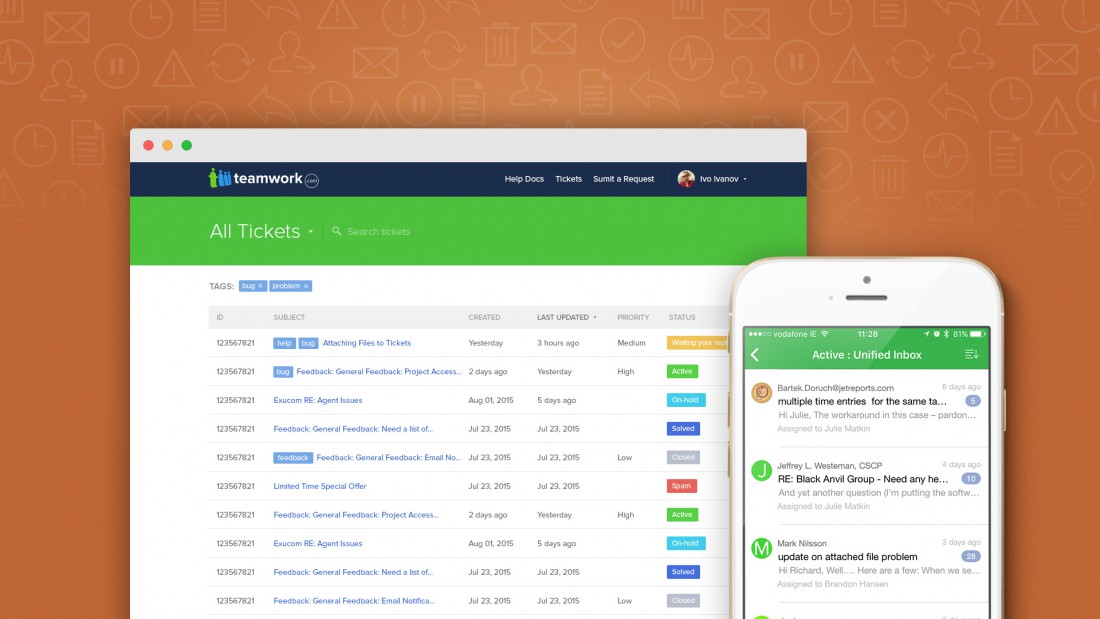 teamwork.com
Help Docs Tickets Sumit a Request Ivo Ivanov
All Tickets Search tickets
TAGS: bug × problem ×
ID SUBJECT CREATED LAST UPDATED PRIORITY STATUS
123567821 help bug Attaching Files to Tickets Yesterday 3 hours ago Medium Waiting your repl
123567821 bug Feedback: General Feedback: Project Access... 2 days ago Yesterday High Active
123567821 Exucom RE: Agent Issues Aug 01, 2015 5 days ago On-hold
123567821 Feedback: General Feedback: Need a list of... Jul 23, 2015 Jul 23, 2015 Solved
123567821 feedback Feedback: General Feedback: Email No... Jul 23, 2015 Jul 23, 2015 Low Closed
123567821 Limited Time Special Offer Jul 23, 2015 Jul 23, 2015 Spam
123567821 Feedback: General Feedback: Project Access... 2 days ago Yesterday High Active
123567821 Exucom RE: Agent Issues Aug 01, 2015 5 days ago On-hold
123567821 Feedback: General Feedback: Need a list of... Jul 23, 2015 Jul 23, 2015 Solved
123567821 Feedback: General Feedback: Email Notifica... Jul 23, 2015 Jul 23, 2015 Low Closed
vodafone IE 11:28 81%
Active : Unified Inbox
Bartek.Doruch@jetreports.com 6 days ago
multiple time entries for the same ta... 5
Hi Julie, The workaround in this case – pardon...
Assigned to Julie Matkin
J
Jeffrey L. Westeman, CSCP 4 days ago
RE: Black Anvil Group - Need any he... 10
And yet another question (I'm putting the softw...
Assigned to Julie Matkin
M
Mark Nilsson 3 days ago
update on attached file problem 28
Hi Richard, Well.... Here are a few: When we se...
Assigned to Brandon Hansen